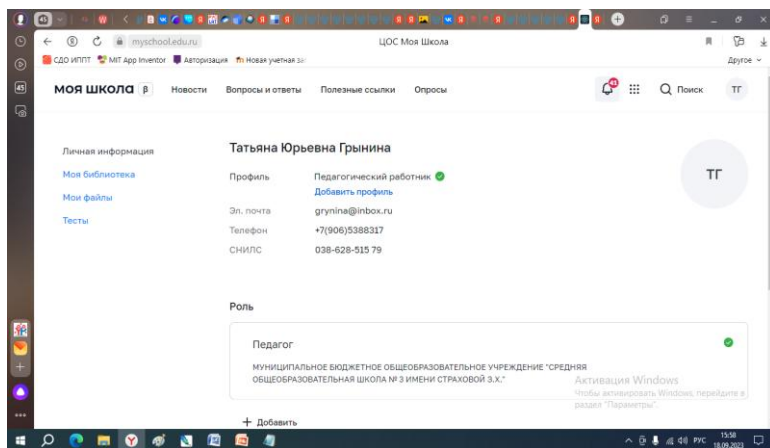 myschool.edu.ru
ЦОС Моя Школа
СДО ИППТ
MIT App Inventor
Авторизация
Новая учетная за
Другое
45
моя школа β
Новости
Вопросы и ответы
Полезные ссылки
Опросы
Поиск
ТГ
Личная информация
Моя библиотека
Мои файлы
Тесты
Татьяна Юрьевна Грынина
ТГ
Профиль
Педагогический работник
Добавить профиль
Эл. почта
grynina@inbox.ru
Телефон
+7(906)5388317
СНИЛС
038-628-515 79
Роль
Педагог
МУНИЦИПАЛЬНОЕ БЮДЖЕТНОЕ ОБЩЕОБРАЗОВАТЕЛЬНОЕ УЧРЕЖДЕНИЕ "СРЕДНЯЯ
ОБЩЕОБРАЗОВАТЕЛЬНАЯ ШКОЛА № 3 ИМЕНИ СТРАХОВОЙ З.Х."
+ Добавить
Активация Windows
Чтобы активировать Windows, перейдите в
раздел "Параметры".
РУС
15:58
18.09.2023